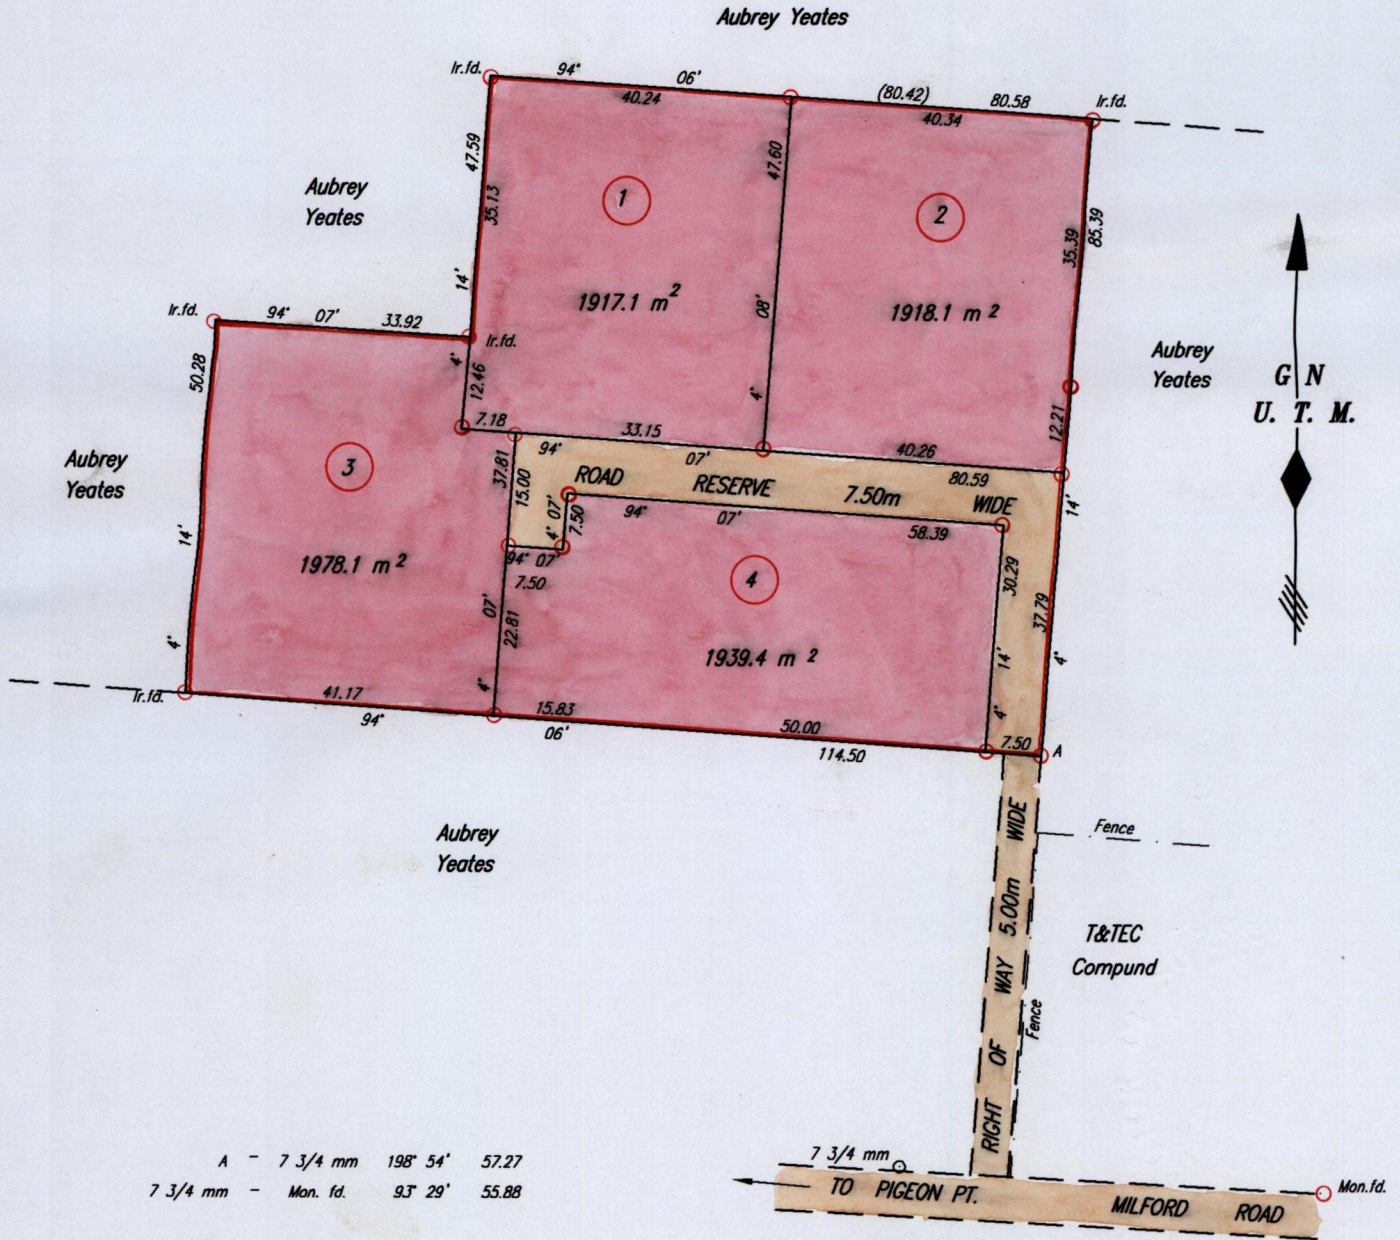 Aubrey Yeates
Ir.fd.
94° 06'
40.24
(80.42) 80.58
40.34
Ir.fd.
47.59
35.13
14'
47.60
08'
4'
35.39
85.39
12.21
Aubrey
Yeates
1
1917.1 m²
2
1918.1 m²
Aubrey
Yeates
G N
U. T. M.
Ir.fd.
94° 07' 33.92
Ir.fd.
50.28
14'
4°
4°
12.46
7.18
33.15
94° 07'
40.26
80.59
Aubrey
Yeates
3
1978.1 m²
37.81
15.00
ROAD RESERVE 7.50m WIDE
4° 07'
7.50
94° 07'
58.39
94° 07'
7.50
07'
22.81
4°
4
1939.4 m²
30.29
14'
4°
14'
37.79
4°
Ir.fd.
41.17
94°
15.83
06'
50.00
114.50
7.50
A
Aubrey
Yeates
RIGHT OF WAY 5.00m WIDE
Fence
Fence
T&TEC
Compund
A - 7 3/4 mm 198° 54' 57.27
7 3/4 mm - Mon. fd. 93° 29' 55.88
7 3/4 mm
Mon.fd.
TO PIGEON PT. MILFORD ROAD